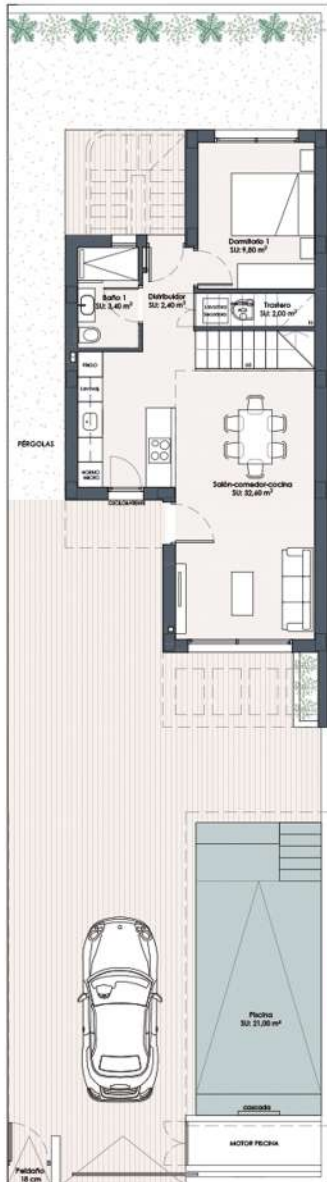 Dormitorio 1
SU: 9,80 m²
Baño 1
SU: 3,40 m²
Distribuidor
SU: 2,40 m²
Trastero
SU: 2,00 m²
FRIGO
LAVAVAJ.
HORNO
MICRO
PÉRGOLAS
Salón-comedor-cocina
SU: 32,60 m²
Piscina
SU: 21,00 m²
cascada
MOTOR PISCINA
Peldaño
18 cm